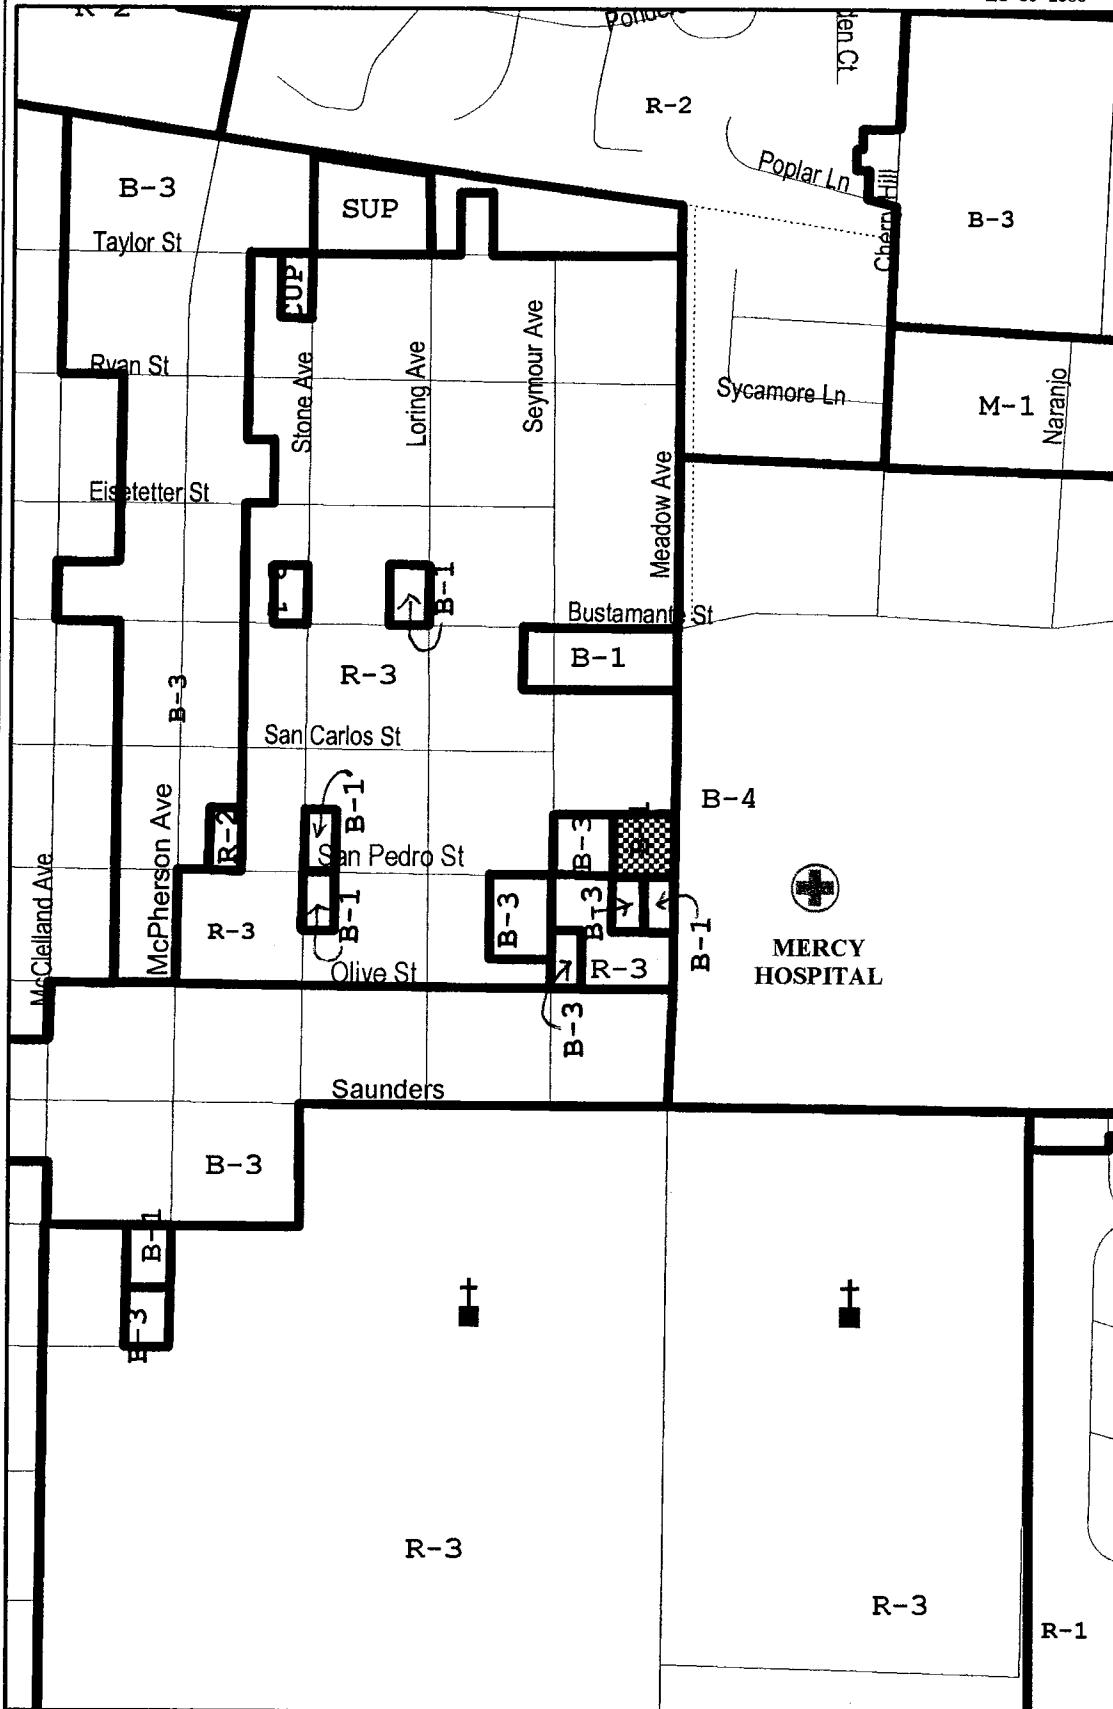 R-2
den Ct
R-2
B-3
Poplar Ln
SUP
Cherry Hill
B-3
Taylor St
CUP
Seymour Ave
Ryan St
Stone Ave
Loring Ave
Sycamore Ln
M-1
Naranjo
Eisetetter St
Meadow Ave
B-1
Bustamante St
B-1
R-3
B-3
San Carlos St
B-1
B-4
McPherson Ave
R-2
San Pedro St
B-3
McClelland Ave
B-1
B-3
B-3
B-1
R-3
R-3
MERCY
HOSPITAL
Olive St
B-3
Saunders
B-3
B-1
B-3
R-3
R-3
R-1